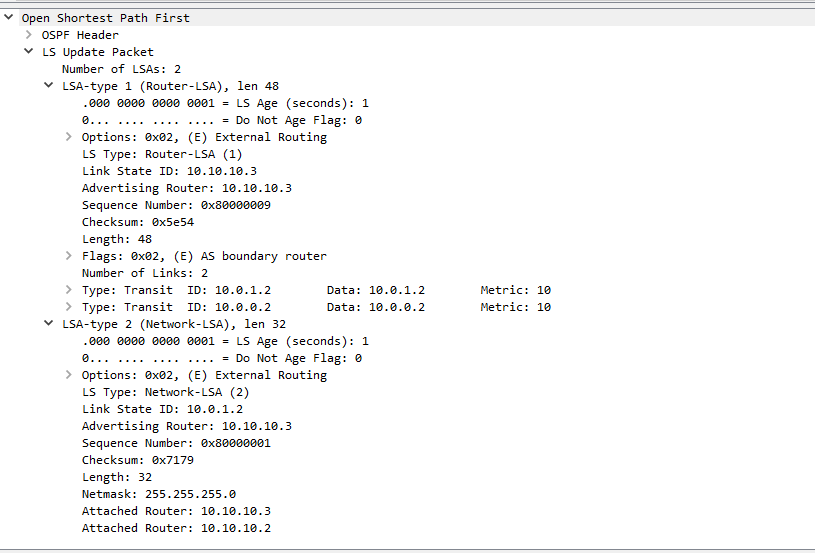 Open Shortest Path First
OSPF Header
LS Update Packet
Number of LSAs: 2
LSA-type 1 (Router-LSA), len 48
.000 0000 0000 0001 = LS Age (seconds): 1
0... .... .... .... = Do Not Age Flag: 0
Options: 0x02, (E) External Routing
LS Type: Router-LSA (1)
Link State ID: 10.10.10.3
Advertising Router: 10.10.10.3
Sequence Number: 0x80000009
Checksum: 0x5e54
Length: 48
Flags: 0x02, (E) AS boundary router
Number of Links: 2
Type: Transit  ID: 10.0.1.2        Data: 10.0.1.2        Metric: 10
Type: Transit  ID: 10.0.0.2        Data: 10.0.0.2        Metric: 10
LSA-type 2 (Network-LSA), len 32
.000 0000 0000 0001 = LS Age (seconds): 1
0... .... .... .... = Do Not Age Flag: 0
Options: 0x02, (E) External Routing
LS Type: Network-LSA (2)
Link State ID: 10.0.1.2
Advertising Router: 10.10.10.3
Sequence Number: 0x80000001
Checksum: 0x7179
Length: 32
Netmask: 255.255.255.0
Attached Router: 10.10.10.3
Attached Router: 10.10.10.2